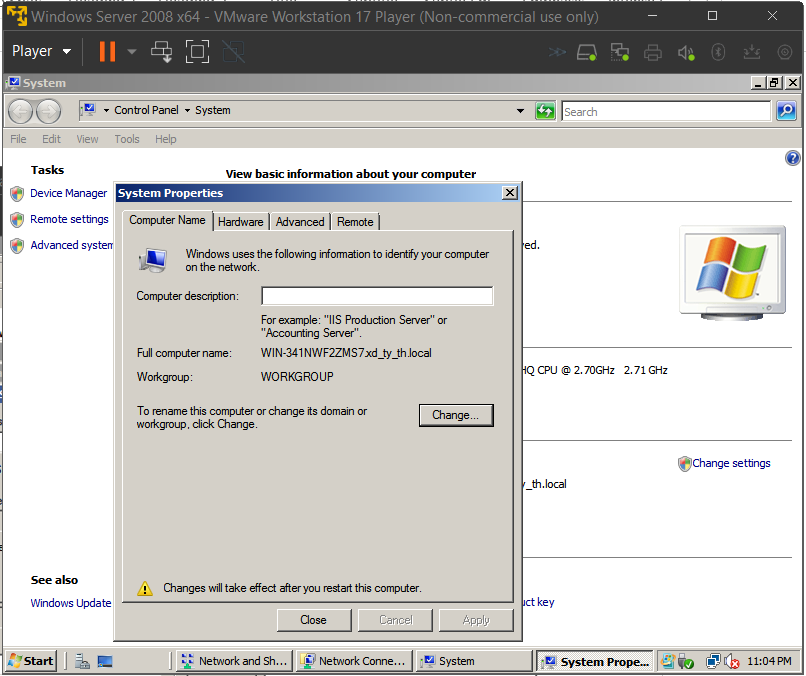 Windows Server 2008 x64 - VMware Workstation 17 Player (Non-commercial use only)
Player
System
Control Panel System
Search
File Edit View Tools Help
Tasks
Device Manager
Remote settings
Advanced system
View basic information about your computer
System Properties
Computer Name Hardware Advanced Remote
Windows uses the following information to identify your computer
on the network.
Computer description:
For example: "IIS Production Server" or
"Accounting Server".
Full computer name: WIN-341NWF2ZMS7.xd_ty_th.local
Workgroup: WORKGROUP
To rename this computer or change its domain or
workgroup, click Change.
Change...
Changes will take effect after you restart this computer.
Close Cancel Apply
ved.
HQ CPU @ 2.70GHz 2.71 GHz
Change settings
y_th.local
uct key
See also
Windows Update
Start Network and Sh... Network Conne... System System Prope... 11:04 PM